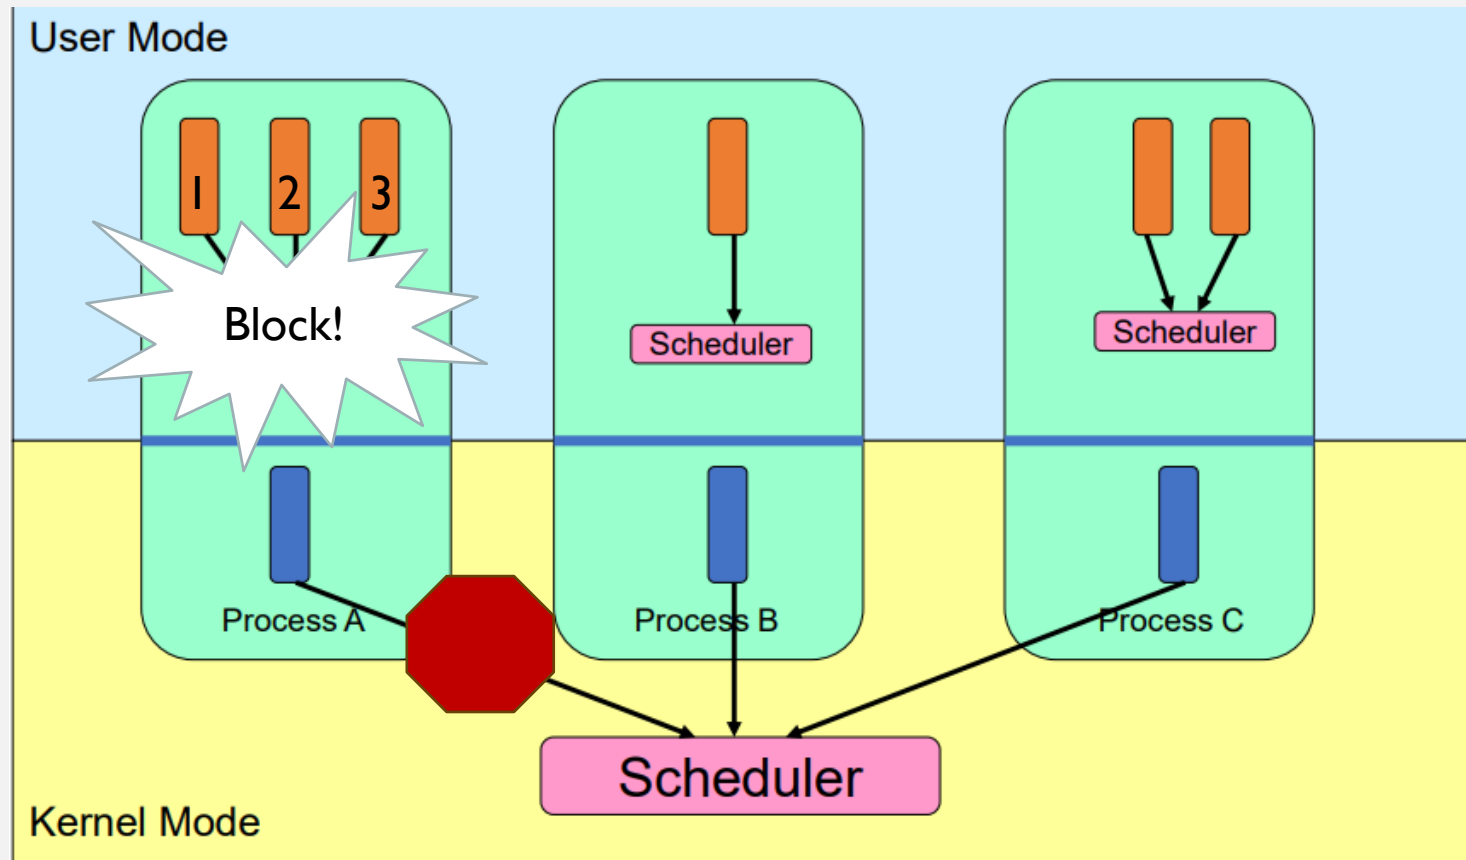 User Mode
1 2 3
Block!
Scheduler
Scheduler
Process A
Process B
Process C
Scheduler
Kernel Mode